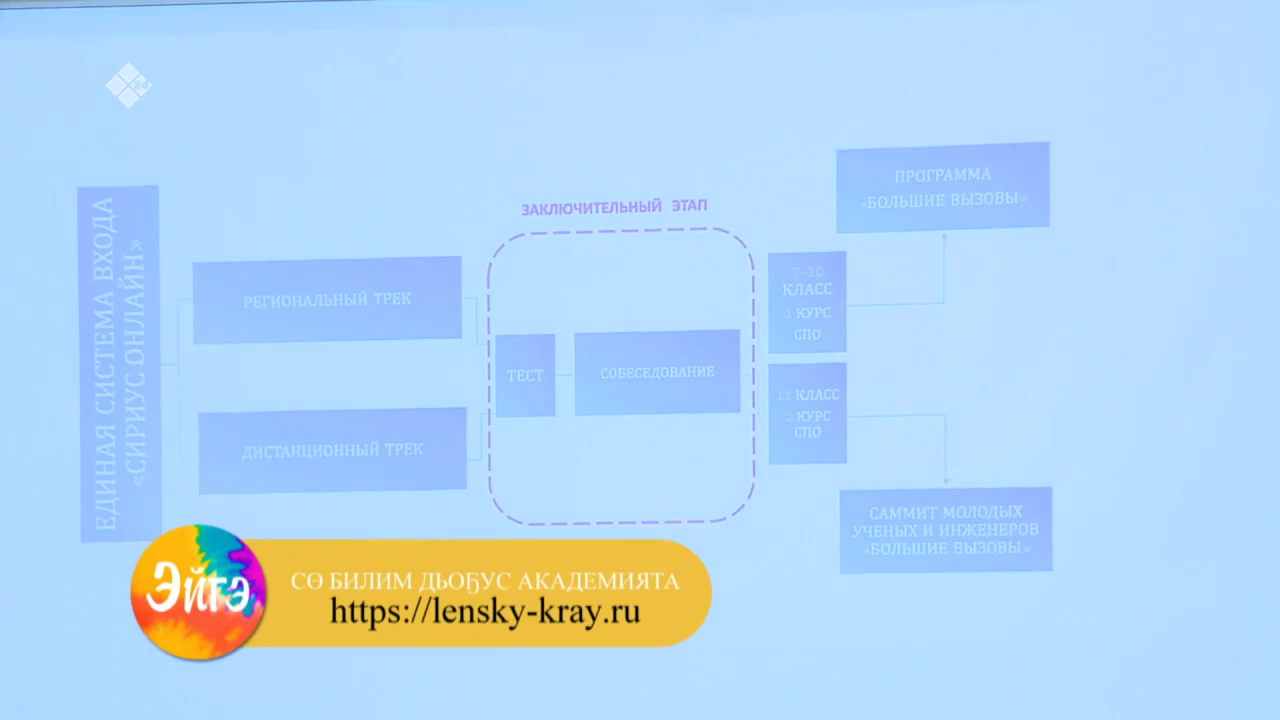 24
ЕДИНАЯ СИСТЕМА ВХОДА
«СИРИУС ОНЛАЙН»
РЕГИОНАЛЬНЫЙ ТРЕК
ДИСТАНЦИОННЫЙ ТРЕК
ЗАКЛЮЧИТЕЛЬНЫЙ ЭТАП
ТЕСТ
СОБЕСЕДОВАНИЕ
7-10
КЛАСС
1 КУРС
СПО
11 КЛАСС
2 КУРС
СПО
ПРОГРАММА
«БОЛЬШИЕ ВЫЗОВЫ»
САММИТ МОЛОДЫХ
УЧЕНЫХ И ИНЖЕНЕРОВ
«БОЛЬШИЕ ВЫЗОВЫ»
Эйгэ
СӨ БИЛИМ ДЬОҔУС АКАДЕМИЯТА
https://lensky-kray.ru